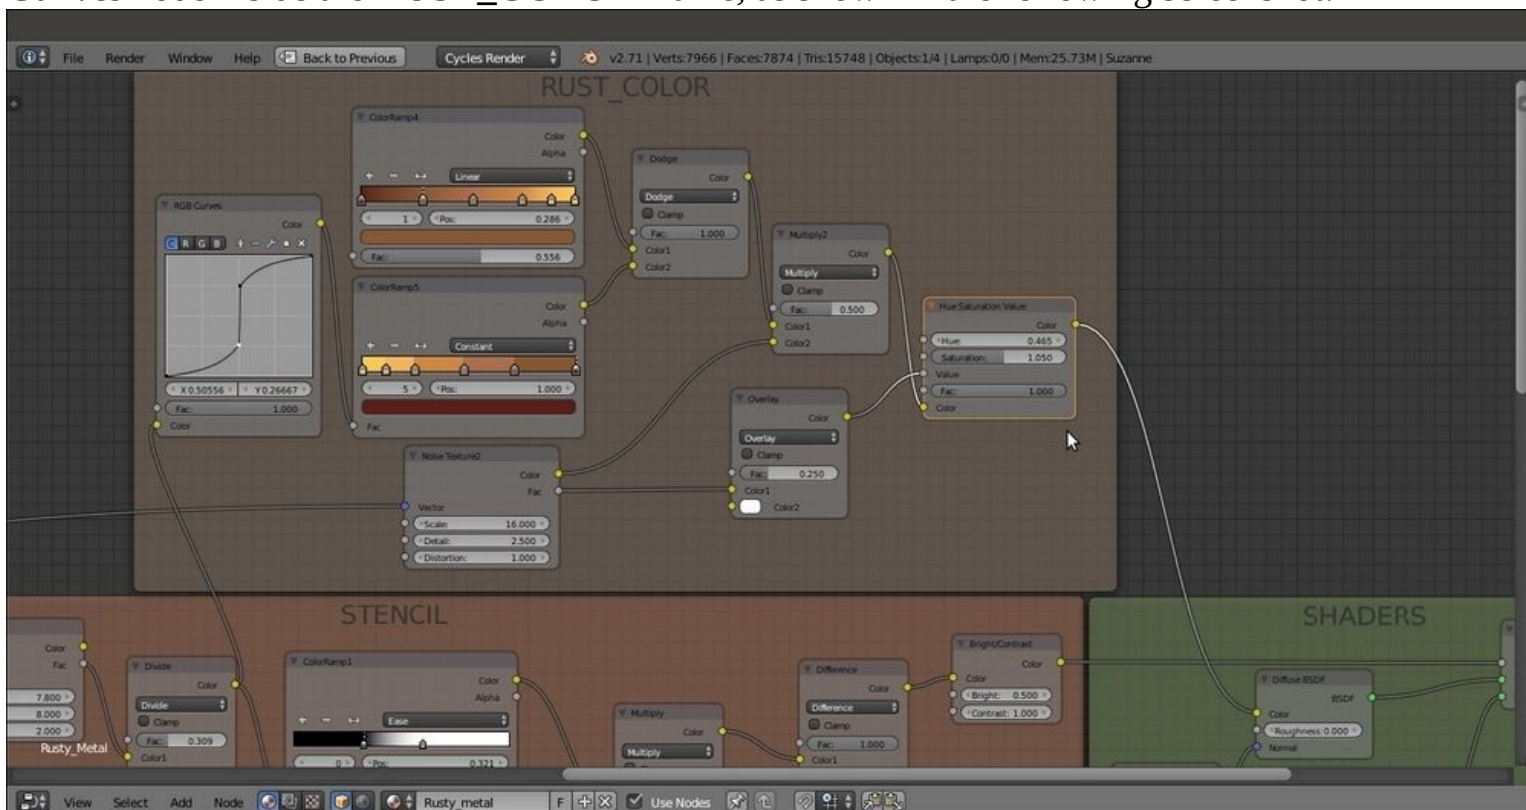 File Render Window Help Back to Previous Cycles Render v2.71 | Verts:7966 | Faces:7874 | Tris:15748 | Objects:1/4 | Lamps:0/0 | Mem:25.73M | Suzanne
RUST_COLOR
RGB Curves
Color
C R G B
X 0.50556 Y 0.26667
Fac: 1.000
Color
ColorRamp4
Color
Alpha
Linear
1 Pos: 0.286
Fac: 0.556
ColorRamp5
Color
Alpha
Constant
5 Pos: 1.000
Fac
Dodge
Color
Dodge
Clamp
Fac: 1.000
Color1
Color2
Multiply2
Color
Multiply
Clamp
Fac: 0.500
Color1
Color2
Hue Saturation Value
Color
Hue: 0.465
Saturation: 1.050
Value
Fac: 1.000
Color
Noise Texture2
Color
Fac
Vector
Scale: 16.000
Detail: 2.500
Distortion: 1.000
Overlay
Color
Overlay
Clamp
Fac: 0.250
Color1
Color2
STENCIL
Color
Fac
7.800
8.000
2.000
Rusty_Metal
Divide
Color
Divide
Clamp
Fac: 0.309
Color1
ColorRamp1
Color
Alpha
Ease
0 Pos: 0.321
Multiply
Color
Multiply
Difference
Color
Difference
Clamp
Fac: 1.000
Color1
Bright/Contrast
Color
Color
Bright: 0.500
Contrast: 1.000
SHADERS
Diffuse BSDF
BSDF
Color
Roughness: 0.000
Normal
View Select Add Node Rusty_metal F Use Nodes